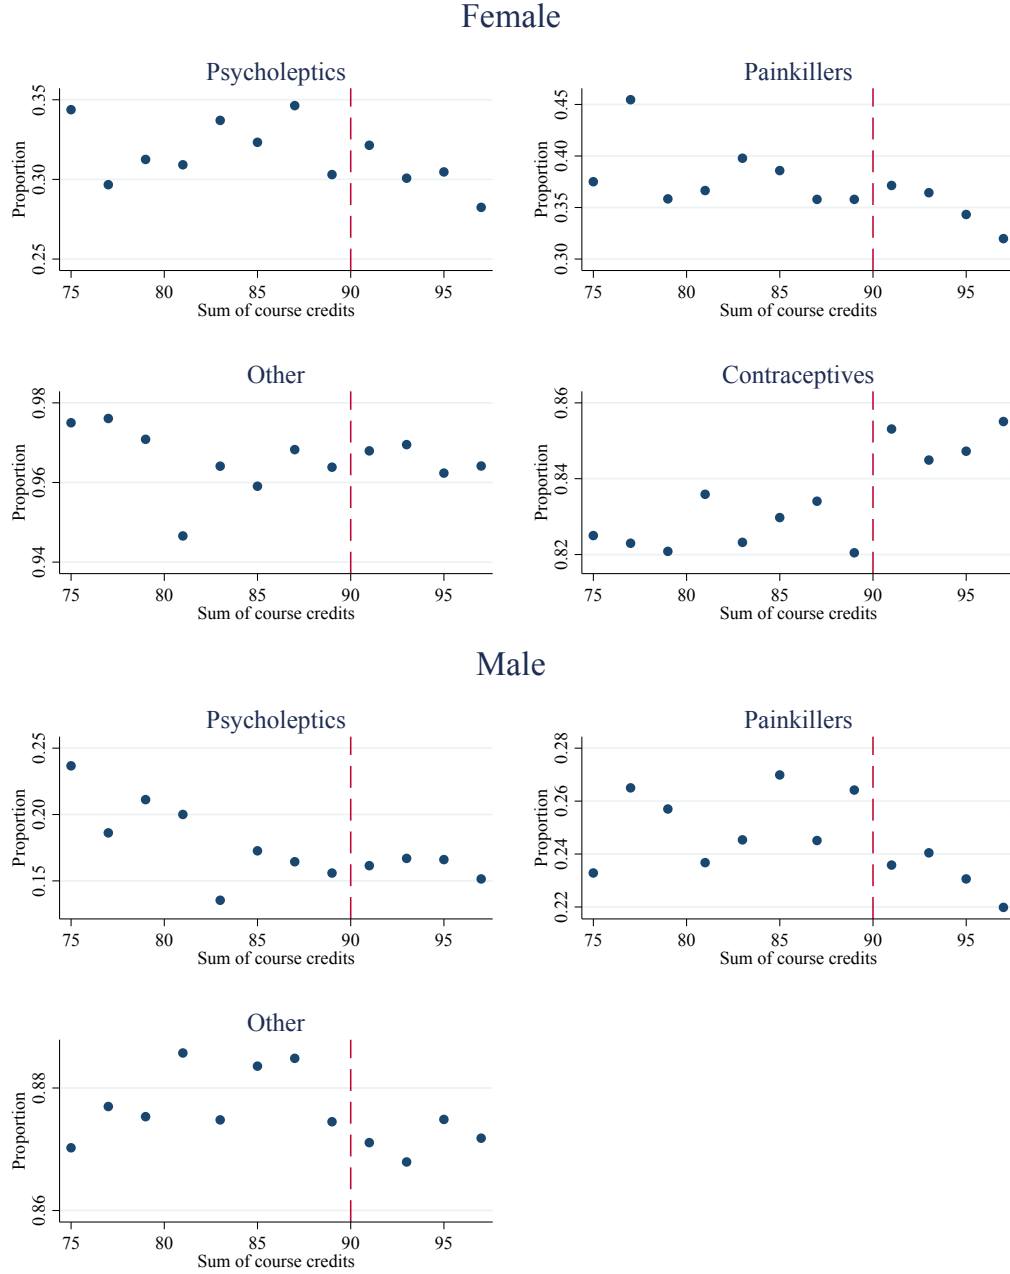 Female
Psycholeptics
Proportion
0.35
0.30
0.25
75 80 85 90 95
Sum of course credits
Painkillers
Proportion
0.45
0.40
0.35
0.30
75 80 85 90 95
Sum of course credits
Other
Proportion
0.98
0.96
0.94
75 80 85 90 95
Sum of course credits
Contraceptives
Proportion
0.86
0.84
0.82
75 80 85 90 95
Sum of course credits
Male
Psycholeptics
Proportion
0.25
0.20
0.15
75 80 85 90 95
Sum of course credits
Painkillers
Proportion
0.28
0.26
0.24
0.22
75 80 85 90 95
Sum of course credits
Other
Proportion
0.88
0.86
75 80 85 90 95
Sum of course credits